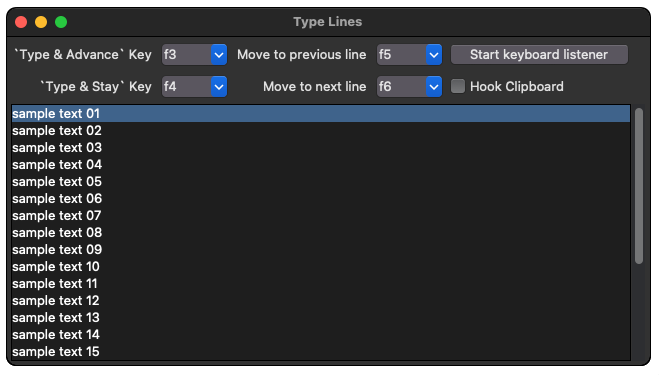 Type Lines
`Type & Advance` Key f3 Move to previous line f5 Start keyboard listener
`Type & Stay` Key f4 Move to next line f6 Hook Clipboard
sample text 01
sample text 02
sample text 03
sample text 04
sample text 05
sample text 06
sample text 07
sample text 08
sample text 09
sample text 10
sample text 11
sample text 12
sample text 13
sample text 14
sample text 15